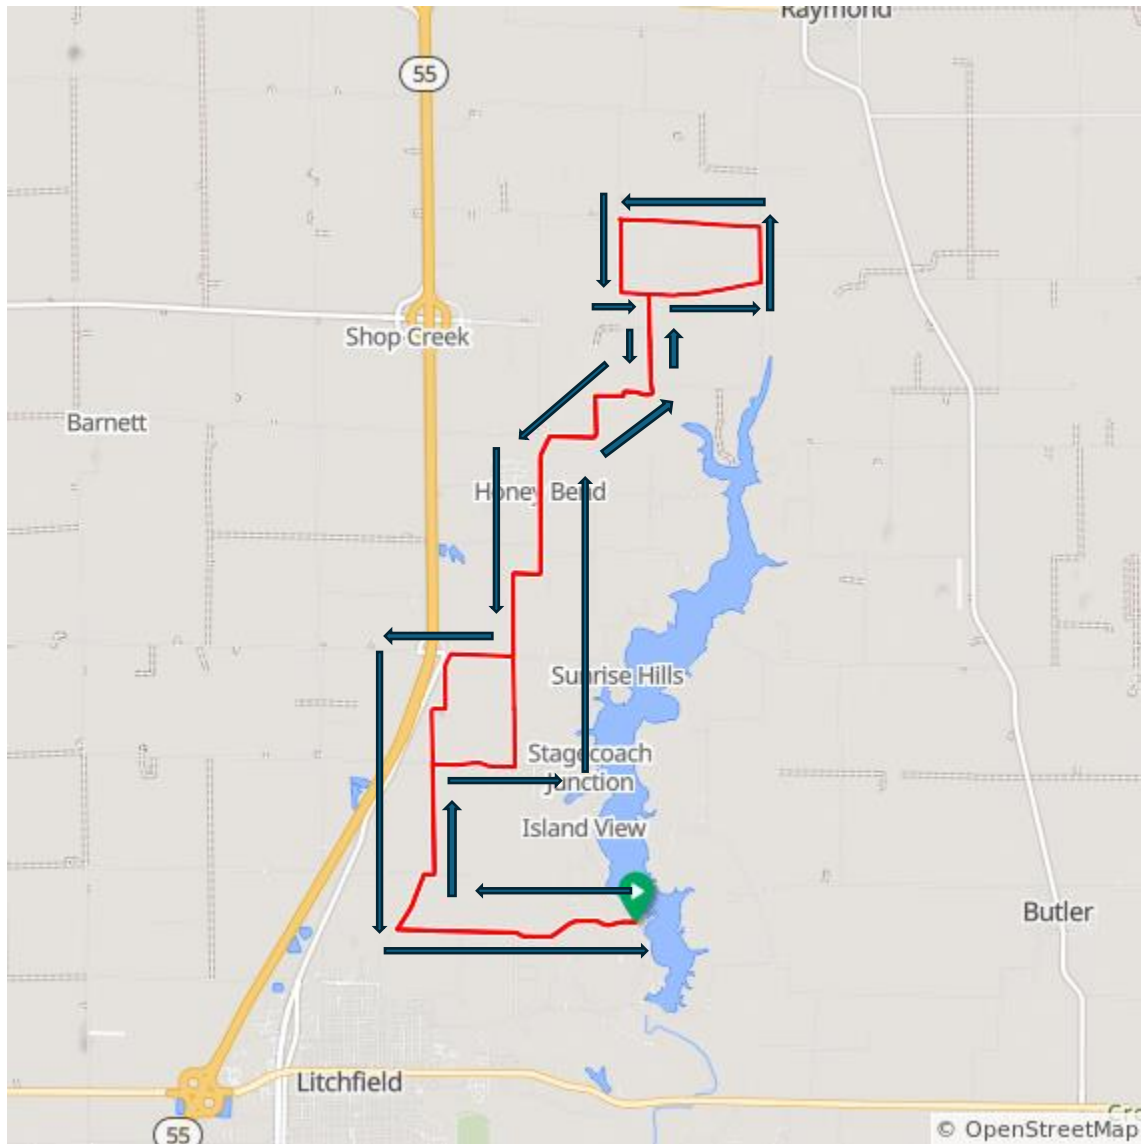 Raymond
55
Shop Creek
Barnett
Honey Bend
Sunrise Hills
Stagecoach
Junction
Island View
Butler
Litchfield
55
© OpenStreetMap